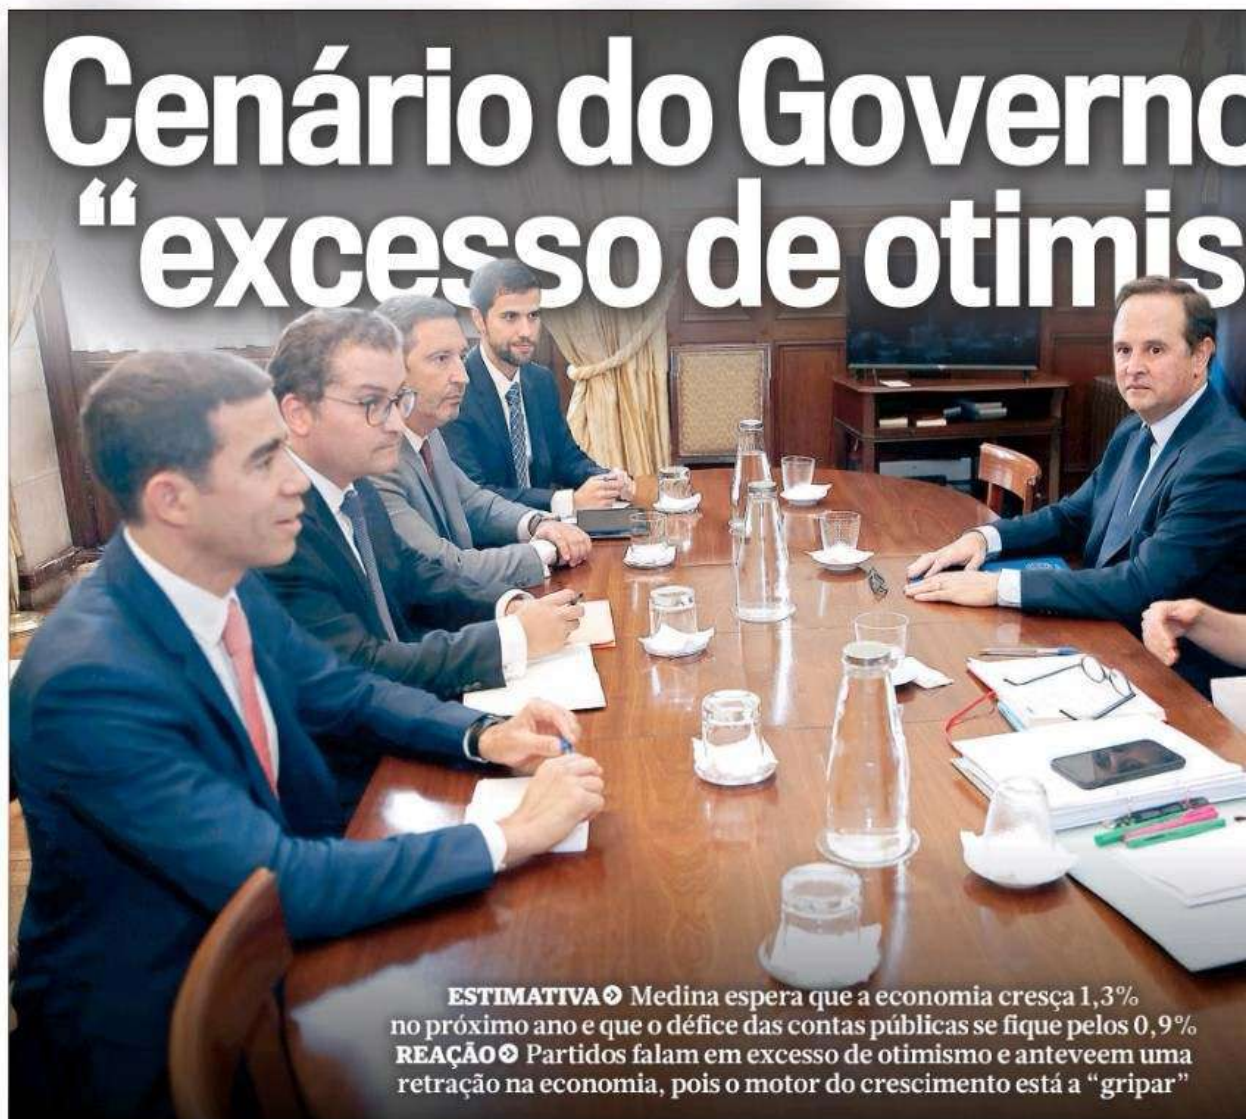 Cenário do Governo
“excesso de otimis
ESTIMATIVA Medina espera que a economia cresça 1,3%
no próximo ano e que o défice das contas públicas se fique pelos 0,9%
REAÇÃO Partidos falam em excesso de otimismo e anteveem uma
retração na economia, pois o motor do crescimento está a “gripar”